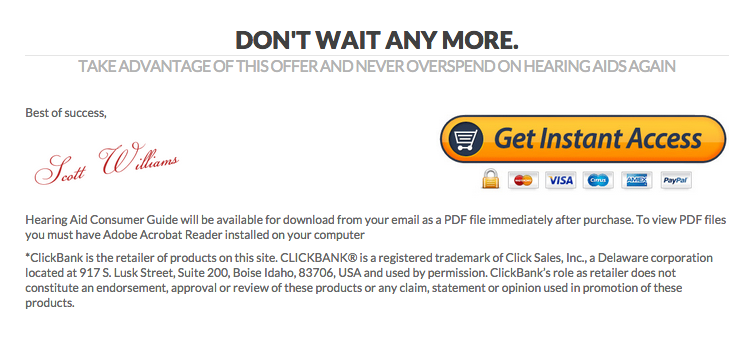 DON'T WAIT ANY MORE.
TAKE ADVANTAGE OF THIS OFFER AND NEVER OVERSPEND ON HEARING AIDS AGAIN
Best of success,
Scott Williams
Get Instant Access
MasterCard VISA Cirrus AMEX PayPal
Hearing Aid Consumer Guide will be available for download from your email as a PDF file immediately after purchase. To view PDF files
you must have Adobe Acrobat Reader installed on your computer
*ClickBank is the retailer of products on this site. CLICKBANK® is a registered trademark of Click Sales, Inc., a Delaware corporation
located at 917 S. Lusk Street, Suite 200, Boise Idaho, 83706, USA and used by permission. ClickBank's role as retailer does not
constitute an endorsement, approval or review of these products or any claim, statement or opinion used in promotion of these
products.